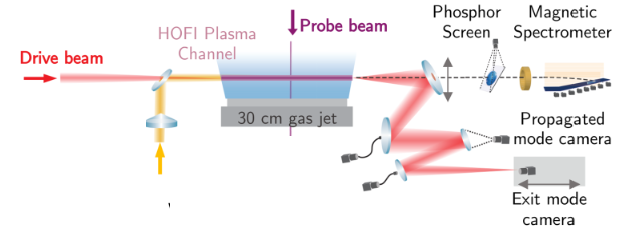 Phosphor
Screen
Magnetic
Spectrometer
HOFI Plasma
Channel
Probe beam
Drive beam
30 cm gas jet
Propagated
mode camera
Exit mode
camera